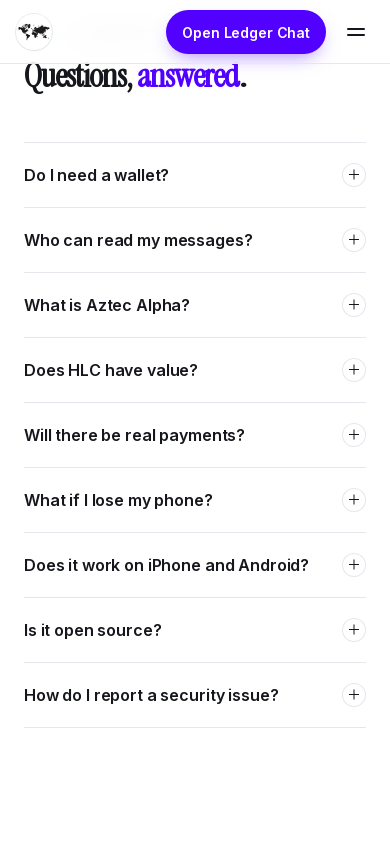 Open Ledger Chat
Questions, answered.
Do I need a wallet?
Who can read my messages?
What is Aztec Alpha?
Does HLC have value?
Will there be real payments?
What if I lose my phone?
Does it work on iPhone and Android?
Is it open source?
How do I report a security issue?